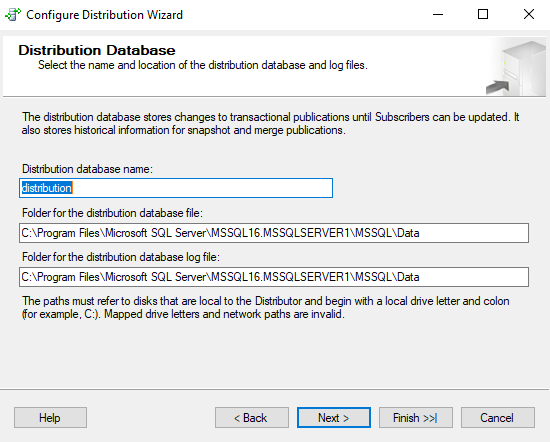 Configure Distribution Wizard
Distribution Database
Select the name and location of the distribution database and log files.
The distribution database stores changes to transactional publications until Subscribers can be updated. It
also stores historical information for snapshot and merge publications.
Distribution database name:
distribution
Folder for the distribution database file:
C:\Program Files\Microsoft SQL Server\MSSQL16.MSSQLSERVER1\MSSQL\Data
Folder for the distribution database log file:
C:\Program Files\Microsoft SQL Server\MSSQL16.MSSQLSERVER1\MSSQL\Data
The paths must refer to disks that are local to the Distributor and begin with a local drive letter and colon
(for example, C:). Mapped drive letters and network paths are invalid.
Help < Back Next > Finish >>| Cancel